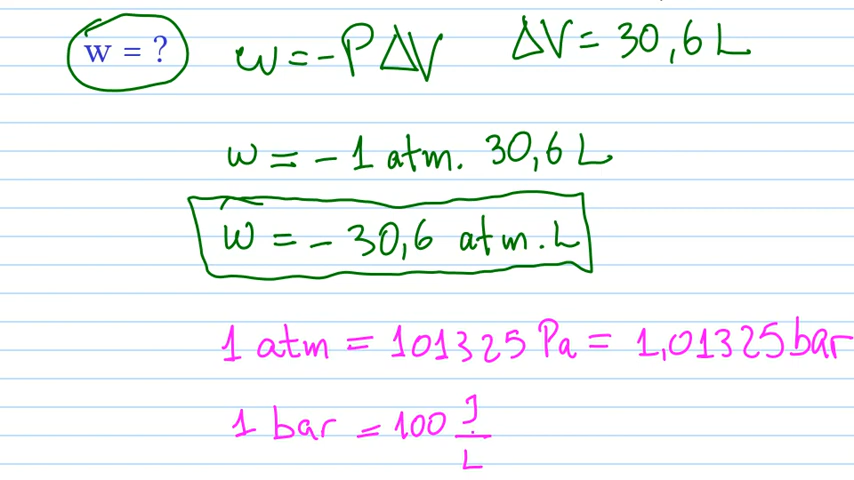 w = ? w = -P ΔV ΔV = 30,6 L
w = - 1 atm. 30,6 L
w = - 30,6 atm. L
1 atm = 101325 Pa = 1,01325 bar
1 bar = 100 J/L